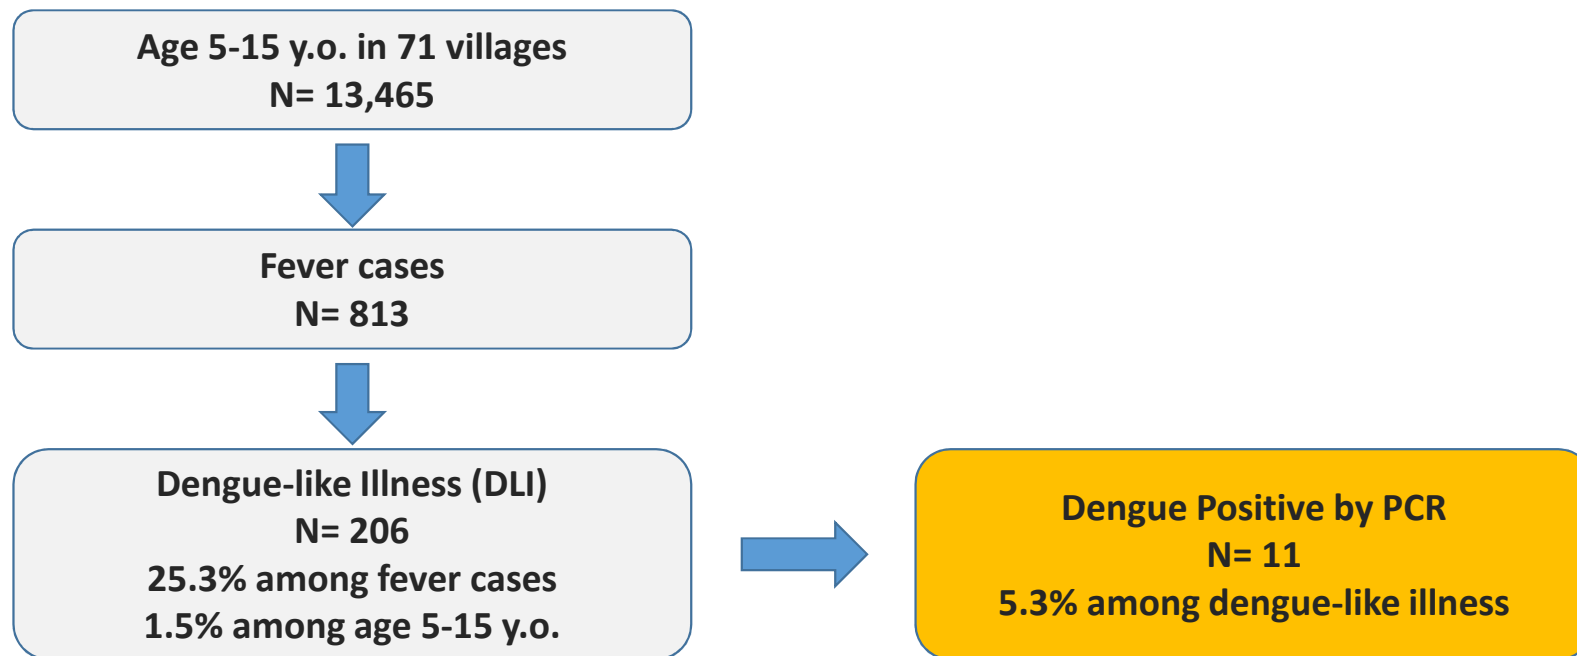 Age 5-15 y.o. in 71 villages
N= 13,465
Fever cases
N= 813
Dengue-like Illness (DLI)
N= 206
25.3% among fever cases
1.5% among age 5-15 y.o.
Dengue Positive by PCR
N= 11
5.3% among dengue-like illness